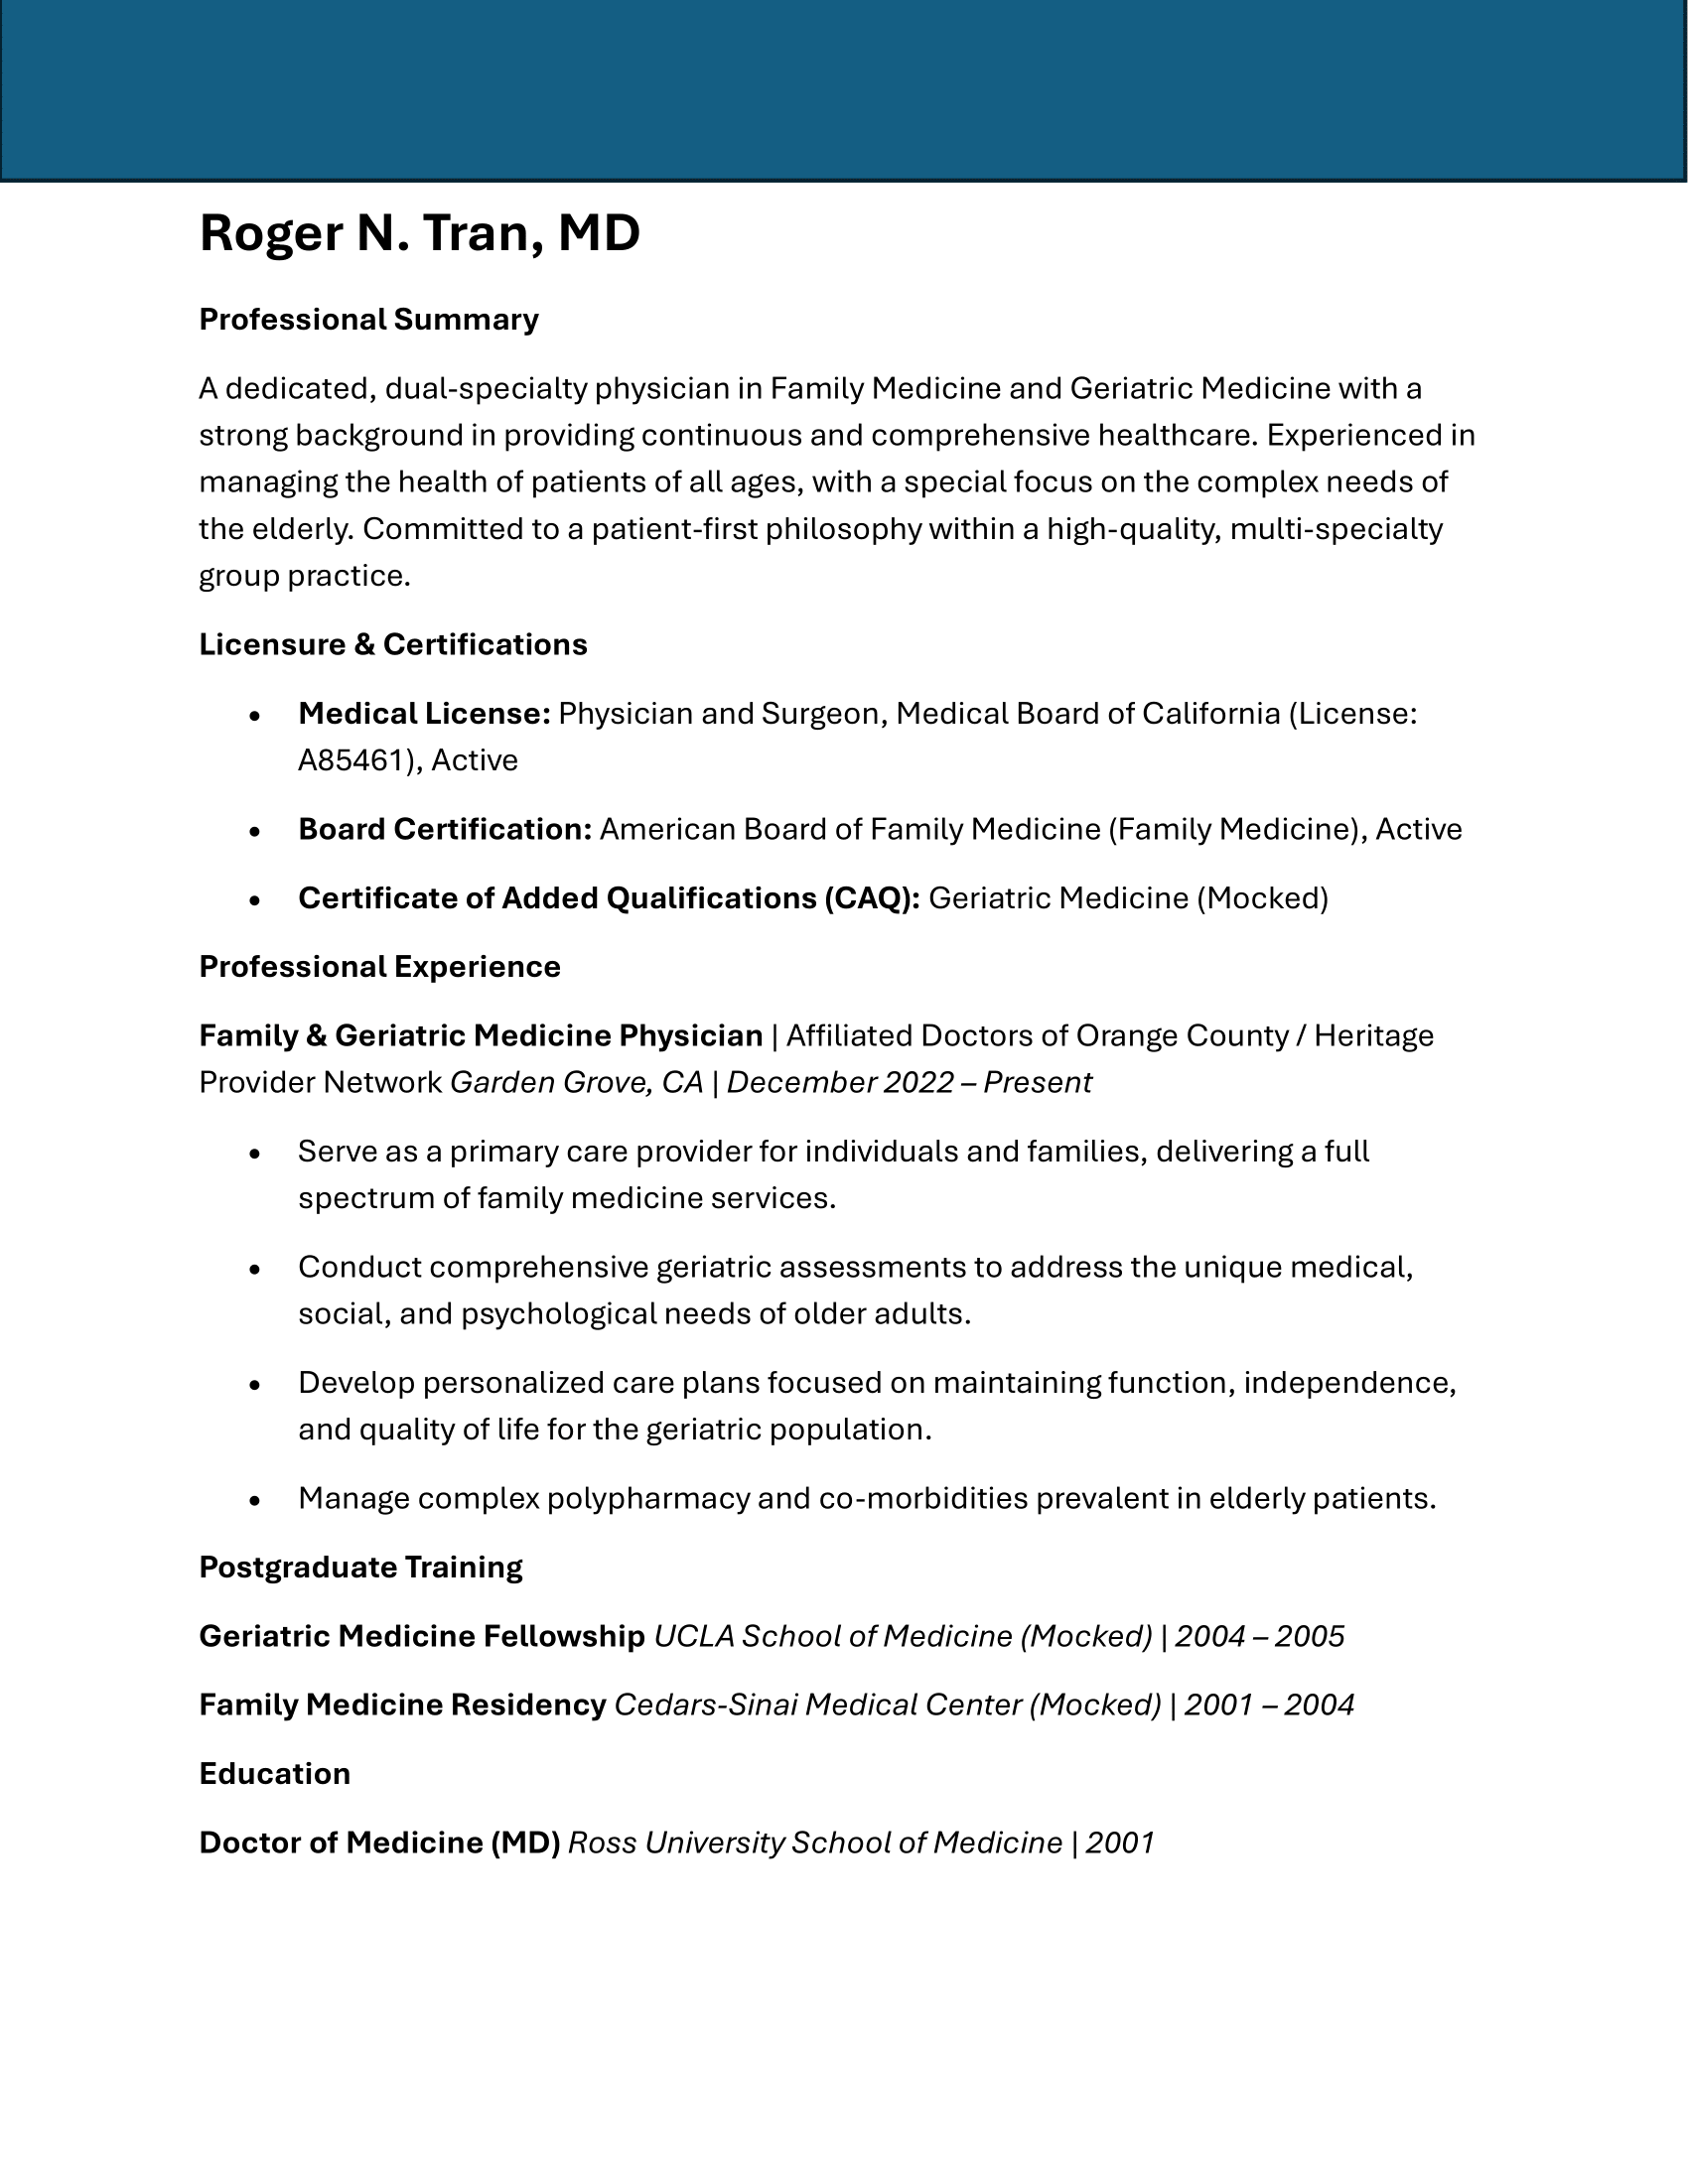 Roger N. Tran, MD
Professional Summary
A dedicated, dual-specialty physician in Family Medicine and Geriatric Medicine with a
strong background in providing continuous and comprehensive healthcare. Experienced in
managing the health of patients of all ages, with a special focus on the complex needs of
the elderly. Committed to a patient-first philosophy within a high-quality, multi-specialty
group practice.
Licensure & Certifications
• Medical License: Physician and Surgeon, Medical Board of California (License:
A85461), Active
• Board Certification: American Board of Family Medicine (Family Medicine), Active
• Certificate of Added Qualifications (CAQ): Geriatric Medicine (Mocked)
Professional Experience
Family & Geriatric Medicine Physician | Affiliated Doctors of Orange County / Heritage
Provider Network Garden Grove, CA | December 2022 – Present
• Serve as a primary care provider for individuals and families, delivering a full
spectrum of family medicine services.
• Conduct comprehensive geriatric assessments to address the unique medical,
social, and psychological needs of older adults.
• Develop personalized care plans focused on maintaining function, independence,
and quality of life for the geriatric population.
• Manage complex polypharmacy and co-morbidities prevalent in elderly patients.
Postgraduate Training
Geriatric Medicine Fellowship UCLA School of Medicine (Mocked) | 2004 – 2005
Family Medicine Residency Cedars-Sinai Medical Center (Mocked) | 2001 – 2004
Education
Doctor of Medicine (MD) Ross University School of Medicine | 2001